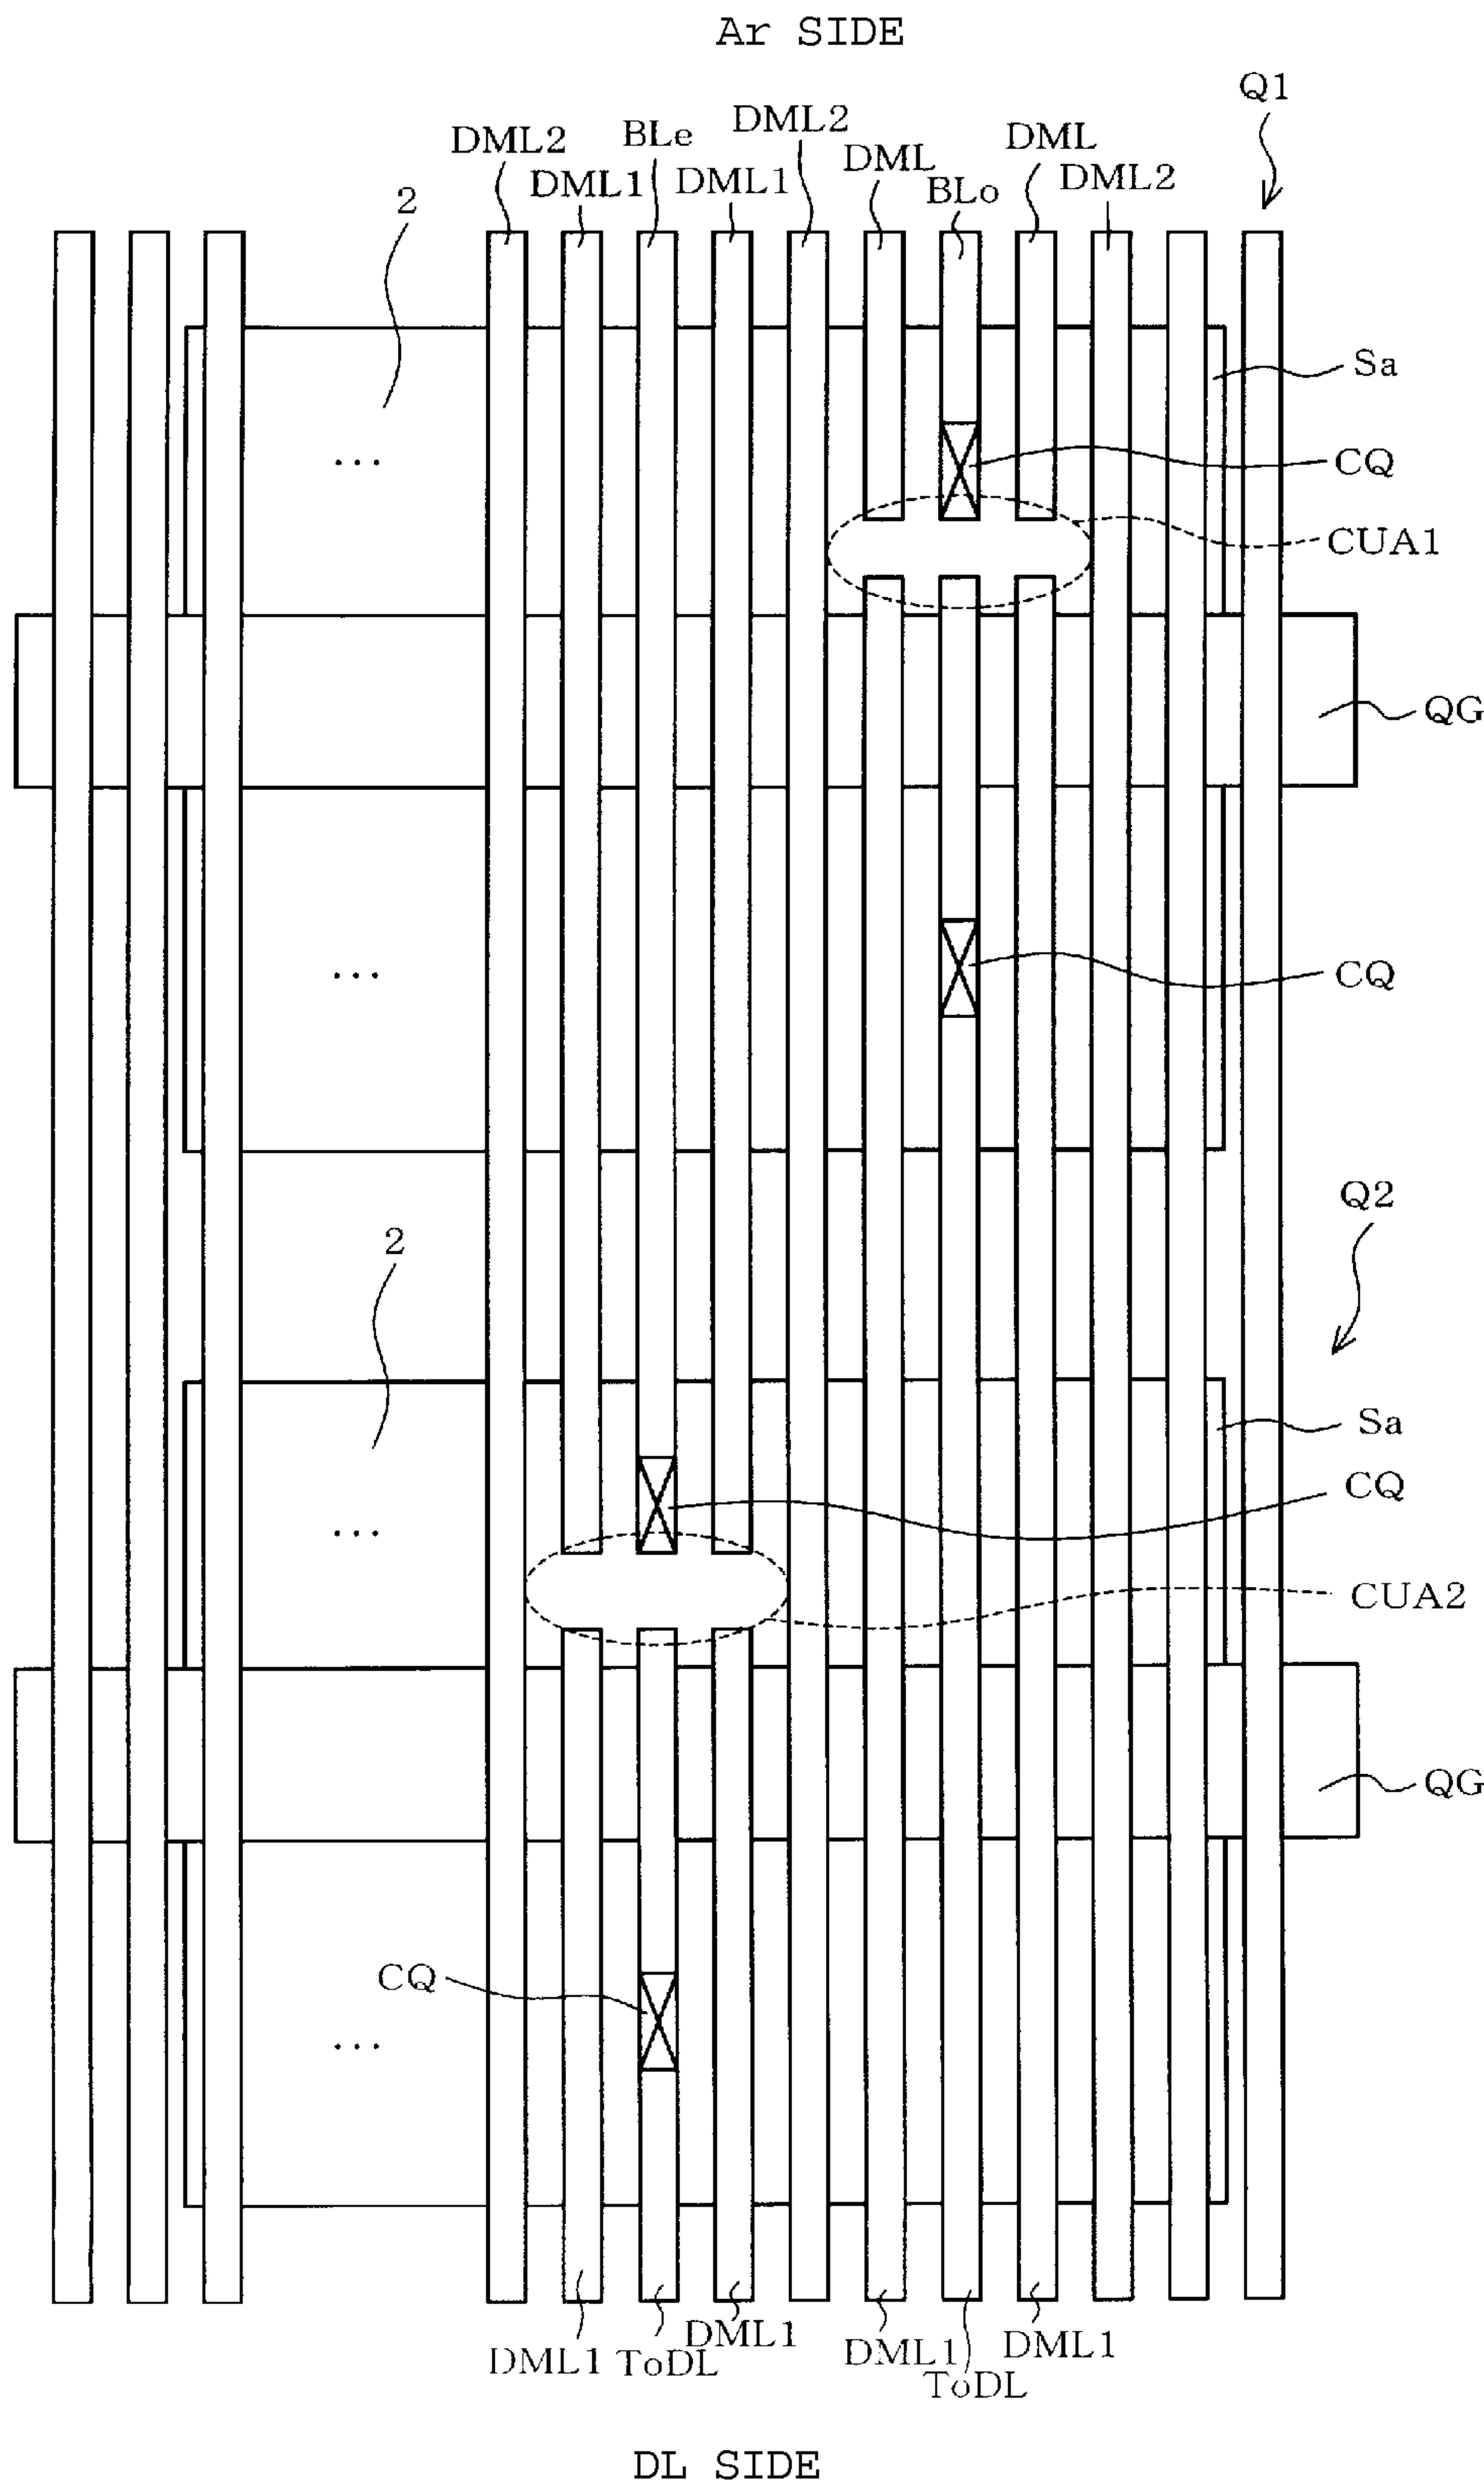 Ar SIDE
Q1
DML2
BLe
DML2
DML
DML
DML1
DML1
BLo
DML2
2
Sa
...
CQ
CUA1
QG
...
CQ
Q2
2
Sa
CQ
...
CUA2
QG
CQ
...
DML1
ToDL
DML1
DML1
ToDL
DML1
DL SIDE